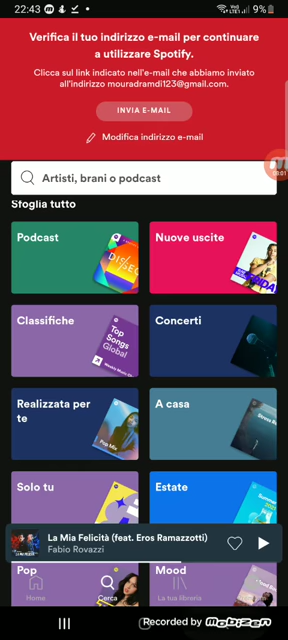 22:43
9%
Verifica il tuo indirizzo e-mail per continuare
a utilizzare Spotify.
Clicca sul link indicato nell'e-mail che abbiamo inviato
all'indirizzo mouradramdi123@gmail.com.
INVIA E-MAIL
Modifica indirizzo e-mail
00:01
Artisti, brani o podcast
Sfoglia tutto
Podcast
Nuove uscite
Classifiche
Top
Songs
Global
Concerti
Realizzata per
te
Pop Mix
A casa
Solo tu
Estate
La Mia Felicità (feat. Eros Ramazzotti)
Fabio Rovazzi
Pop
Mood
Home
Cerca
La tua libreria
Recorded by mobizen